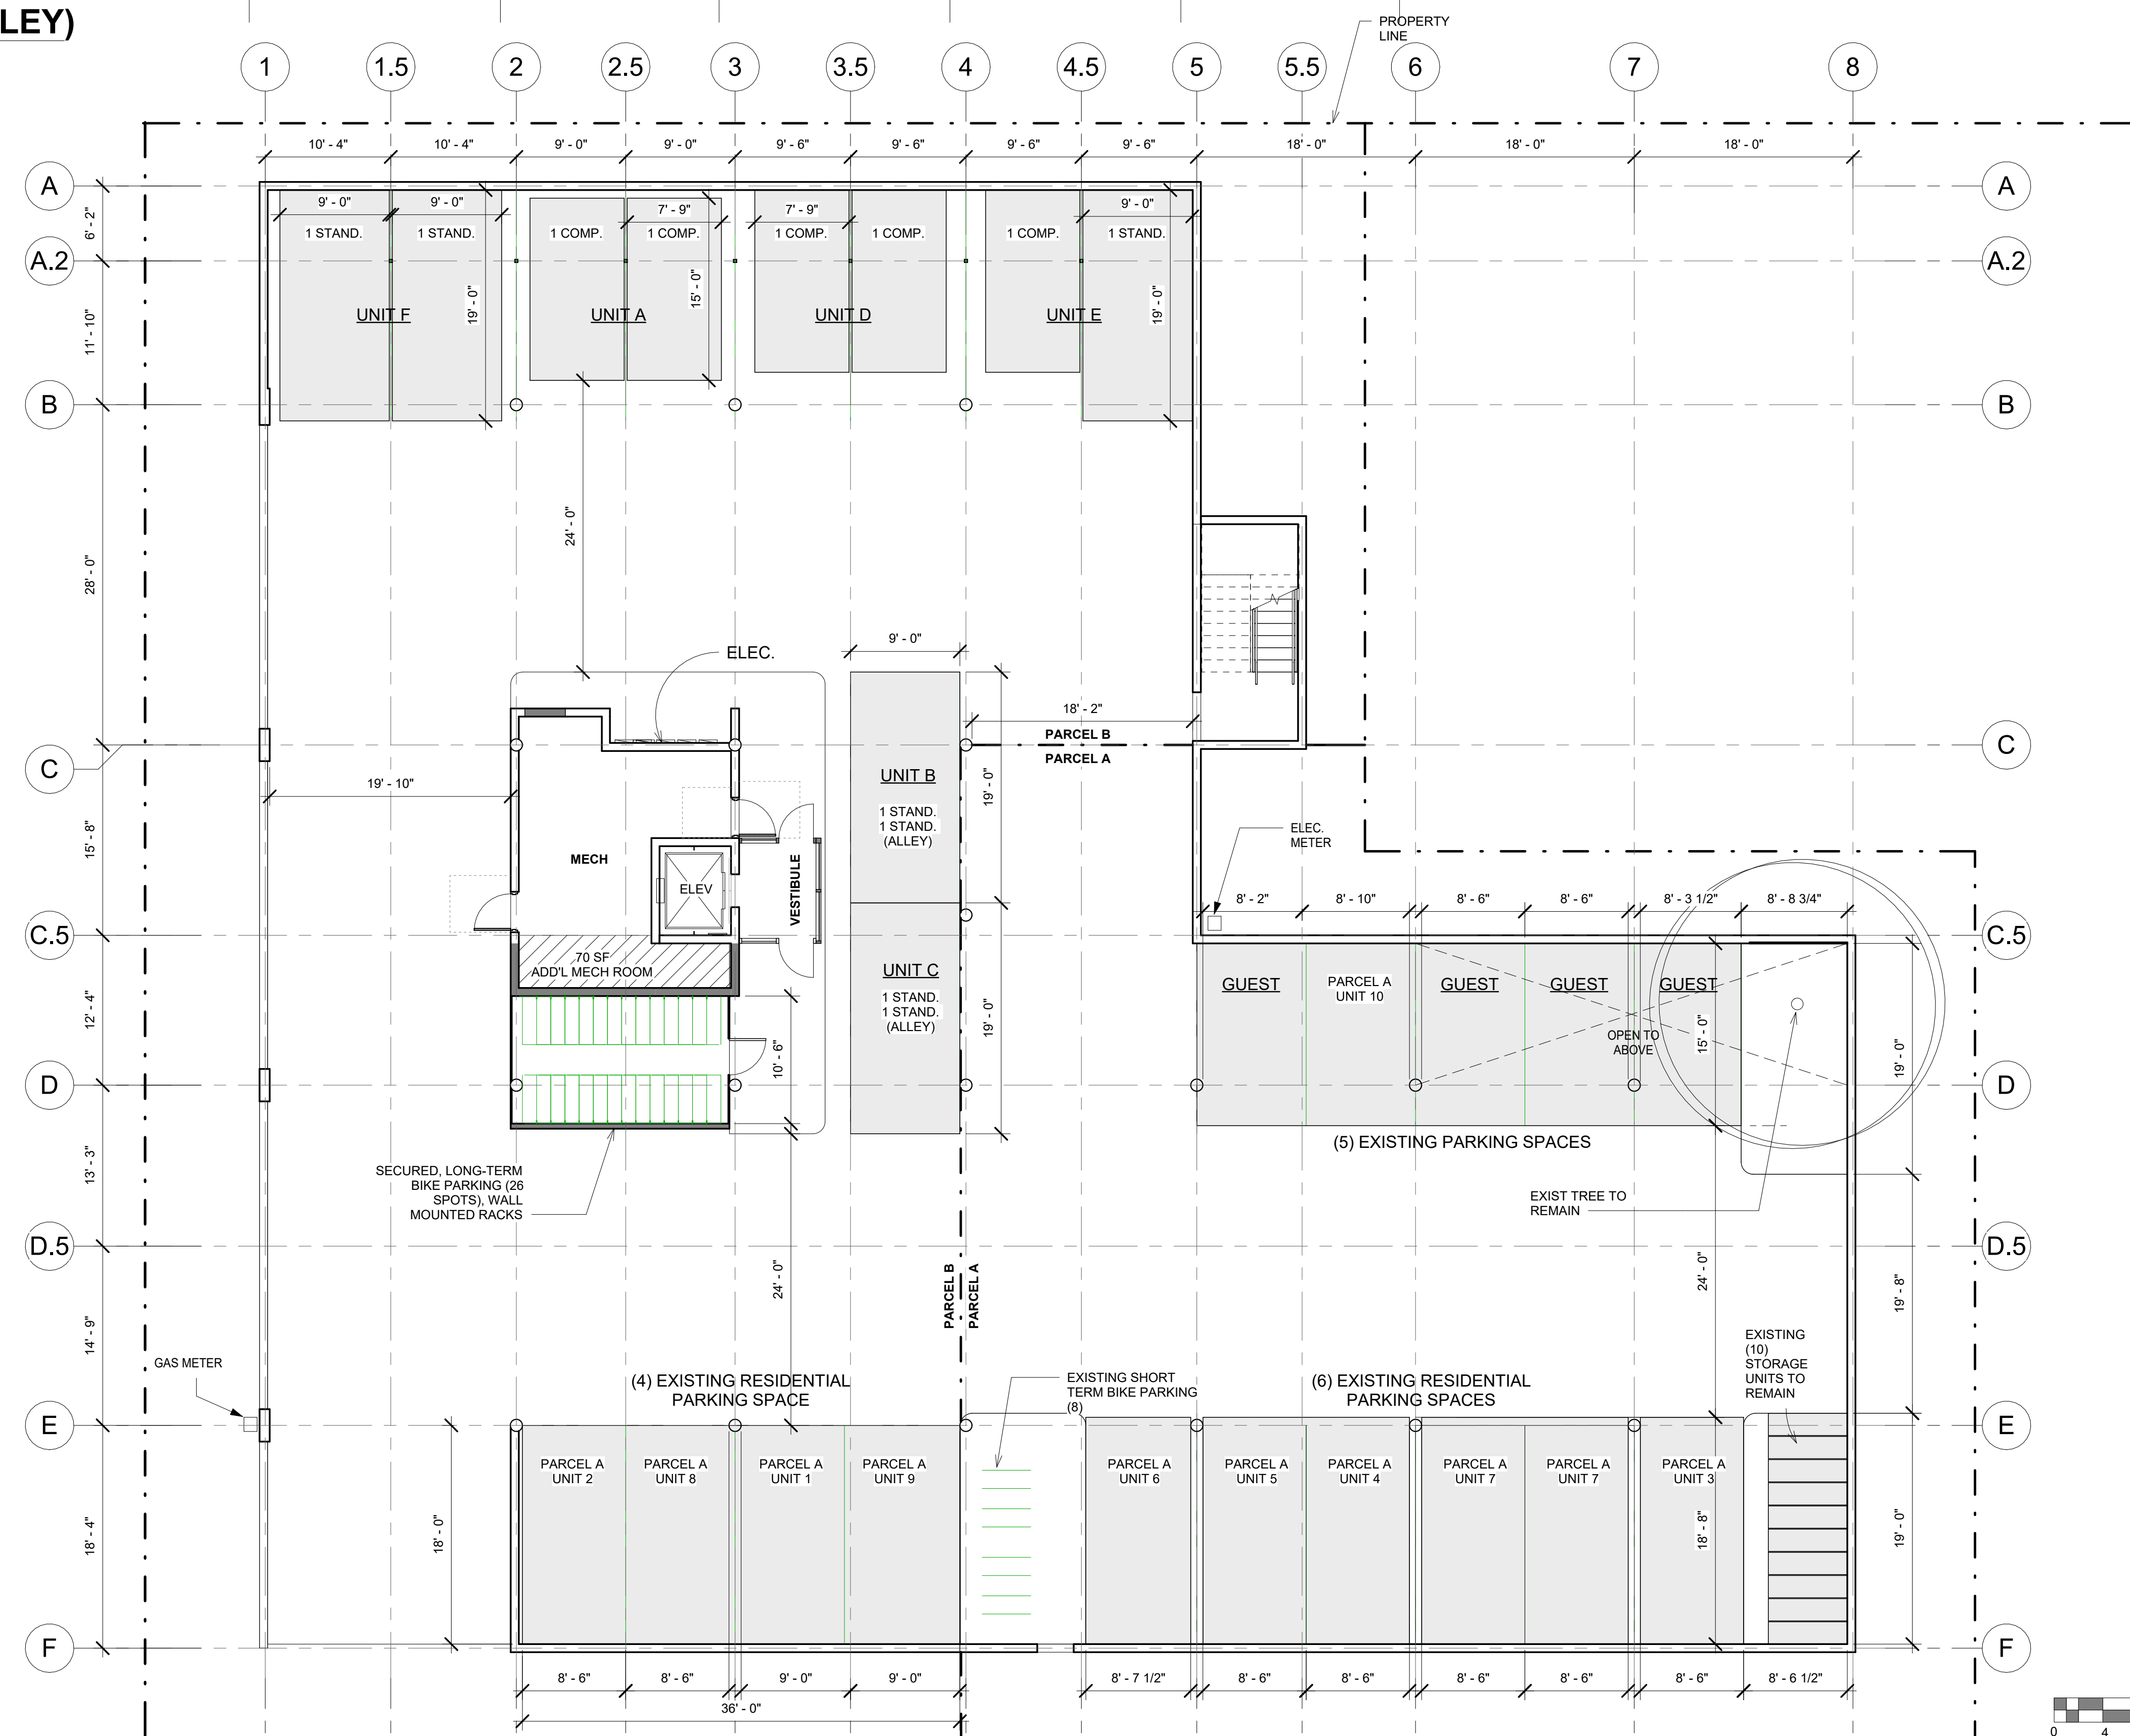 LEY)
PROPERTY
LINE
1 1.5 2 2.5 3 3.5 4 4.5 5 5.5 6 7 8
10' - 4" 10' - 4" 9' - 0" 9' - 0" 9' - 6" 9' - 6" 9' - 6" 9' - 6" 18' - 0" 18' - 0" 18' - 0"
A A
6' - 2"
9' - 0" 9' - 0" 7' - 9" 7' - 9" 9' - 0"
1 STAND. 1 STAND. 1 COMP. 1 COMP. 1 COMP. 1 COMP. 1 COMP. 1 STAND.
A.2 A.2
11' - 10"
19' - 0" 15' - 0" 19' - 0"
UNIT F UNIT A UNIT D UNIT E
B B
28' - 0"
24' - 0"
9' - 0"
ELEC.
18' - 2"
PARCEL B
PARCEL A
C C
19' - 10"
UNIT B
1 STAND.
1 STAND.
(ALLEY)
19' - 0"
15' - 8"
ELEC.
METER
MECH
ELEV
VESTIBULE
8' - 2" 8' - 10" 8' - 6" 8' - 6" 8' - 3 1/2" 8' - 8 3/4"
C.5 C.5
70 SF
ADD'L MECH ROOM
UNIT C
1 STAND.
1 STAND.
(ALLEY)
19' - 0"
GUEST
PARCEL A
UNIT 10
GUEST GUEST GUEST
12' - 4"
10' - 6"
OPEN TO
ABOVE
15' - 0"
19' - 0"
D D
(5) EXISTING PARKING SPACES
13' - 3"
SECURED, LONG-TERM
BIKE PARKING (26
SPOTS), WALL
MOUNTED RACKS
EXIST TREE TO
REMAIN
D.5 D.5
24' - 0"
PARCEL B
PARCEL A
24' - 0"
19' - 8"
14' - 9"
GAS METER
(4) EXISTING RESIDENTIAL
PARKING SPACE
EXISTING SHORT
TERM BIKE PARKING
(8)
(6) EXISTING RESIDENTIAL
PARKING SPACES
EXISTING
(10)
STORAGE
UNITS TO
REMAIN
E E
PARCEL A
UNIT 2
PARCEL A
UNIT 8
PARCEL A
UNIT 1
PARCEL A
UNIT 9
PARCEL A
UNIT 6
PARCEL A
UNIT 5
PARCEL A
UNIT 4
PARCEL A
UNIT 7
PARCEL A
UNIT 7
PARCEL A
UNIT 3
18' - 4"
18' - 0"
18' - 8"
19' - 0"
F F
8' - 6" 8' - 6" 9' - 0" 9' - 0" 8' - 7 1/2" 8' - 6" 8' - 6" 8' - 6" 8' - 6" 8' - 6" 8' - 6 1/2"
36' - 0"
0 4